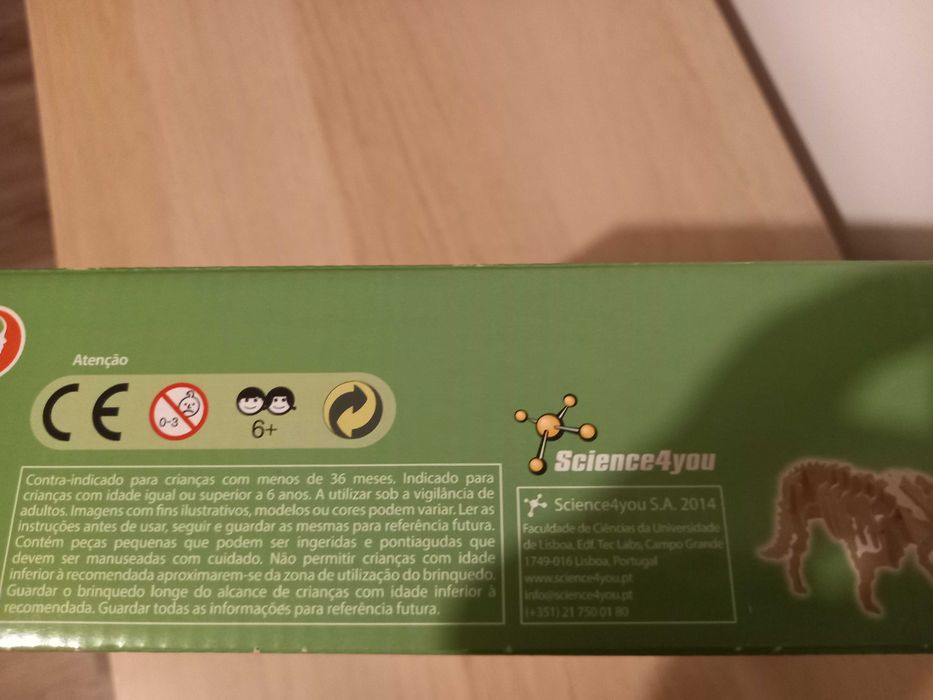 Atenção
CE
0-3
6+
Contra-indicado para crianças com menos de 36 meses. Indicado para
crianças com idade igual ou superior a 6 anos. A utilizar sob a vigilância de
adultos. Imagens com fins ilustrativos, modelos ou cores podem variar. Ler as
instruções antes de usar, seguir e guardar as mesmas para referência futura.
Contém peças pequenas que podem ser ingeridas e pontiagudas que
devem ser manuseadas com cuidado. Não permitir crianças com idade
inferior à recomendada aproximarem-se da zona de utilização do brinquedo.
Guardar o brinquedo longe do alcance de crianças com idade inferior à
recomendada. Guardar todas as informações para referência futura.
Science4you
Science4you S.A. 2014
Faculdade de Ciências da Universidade
de Lisboa, Edf. Tec Labs, Campo Grande
1749-016 Lisboa, Portugal
www.science4you.pt
info@science4you.pt
(+351) 21 750 01 80